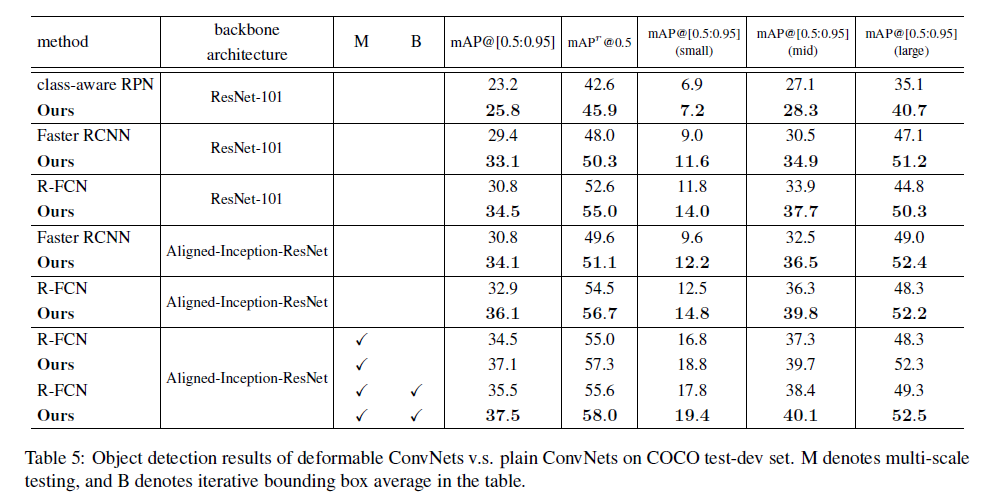 method backbone architecture M B mAP@[0.5:0.95] mAPʳ@0.5 mAP@[0.5:0.95] (small) mAP@[0.5:0.95] (mid) mAP@[0.5:0.95] (large)
class-aware RPN ResNet-101 23.2 42.6 6.9 27.1 35.1
Ours 25.8 45.9 7.2 28.3 40.7
Faster RCNN ResNet-101 29.4 48.0 9.0 30.5 47.1
Ours 33.1 50.3 11.6 34.9 51.2
R-FCN ResNet-101 30.8 52.6 11.8 33.9 44.8
Ours 34.5 55.0 14.0 37.7 50.3
Faster RCNN Aligned-Inception-ResNet 30.8 49.6 9.6 32.5 49.0
Ours 34.1 51.1 12.2 36.5 52.4
R-FCN Aligned-Inception-ResNet 32.9 54.5 12.5 36.3 48.3
Ours 36.1 56.7 14.8 39.8 52.2
R-FCN Aligned-Inception-ResNet ✓ 34.5 55.0 16.8 37.3 48.3
Ours ✓ 37.1 57.3 18.8 39.7 52.3
R-FCN ✓ ✓ 35.5 55.6 17.8 38.4 49.3
Ours ✓ ✓ 37.5 58.0 19.4 40.1 52.5
Table 5: Object detection results of deformable ConvNets v.s. plain ConvNets on COCO test-dev set. M denotes multi-scale
testing, and B denotes iterative bounding box average in the table.